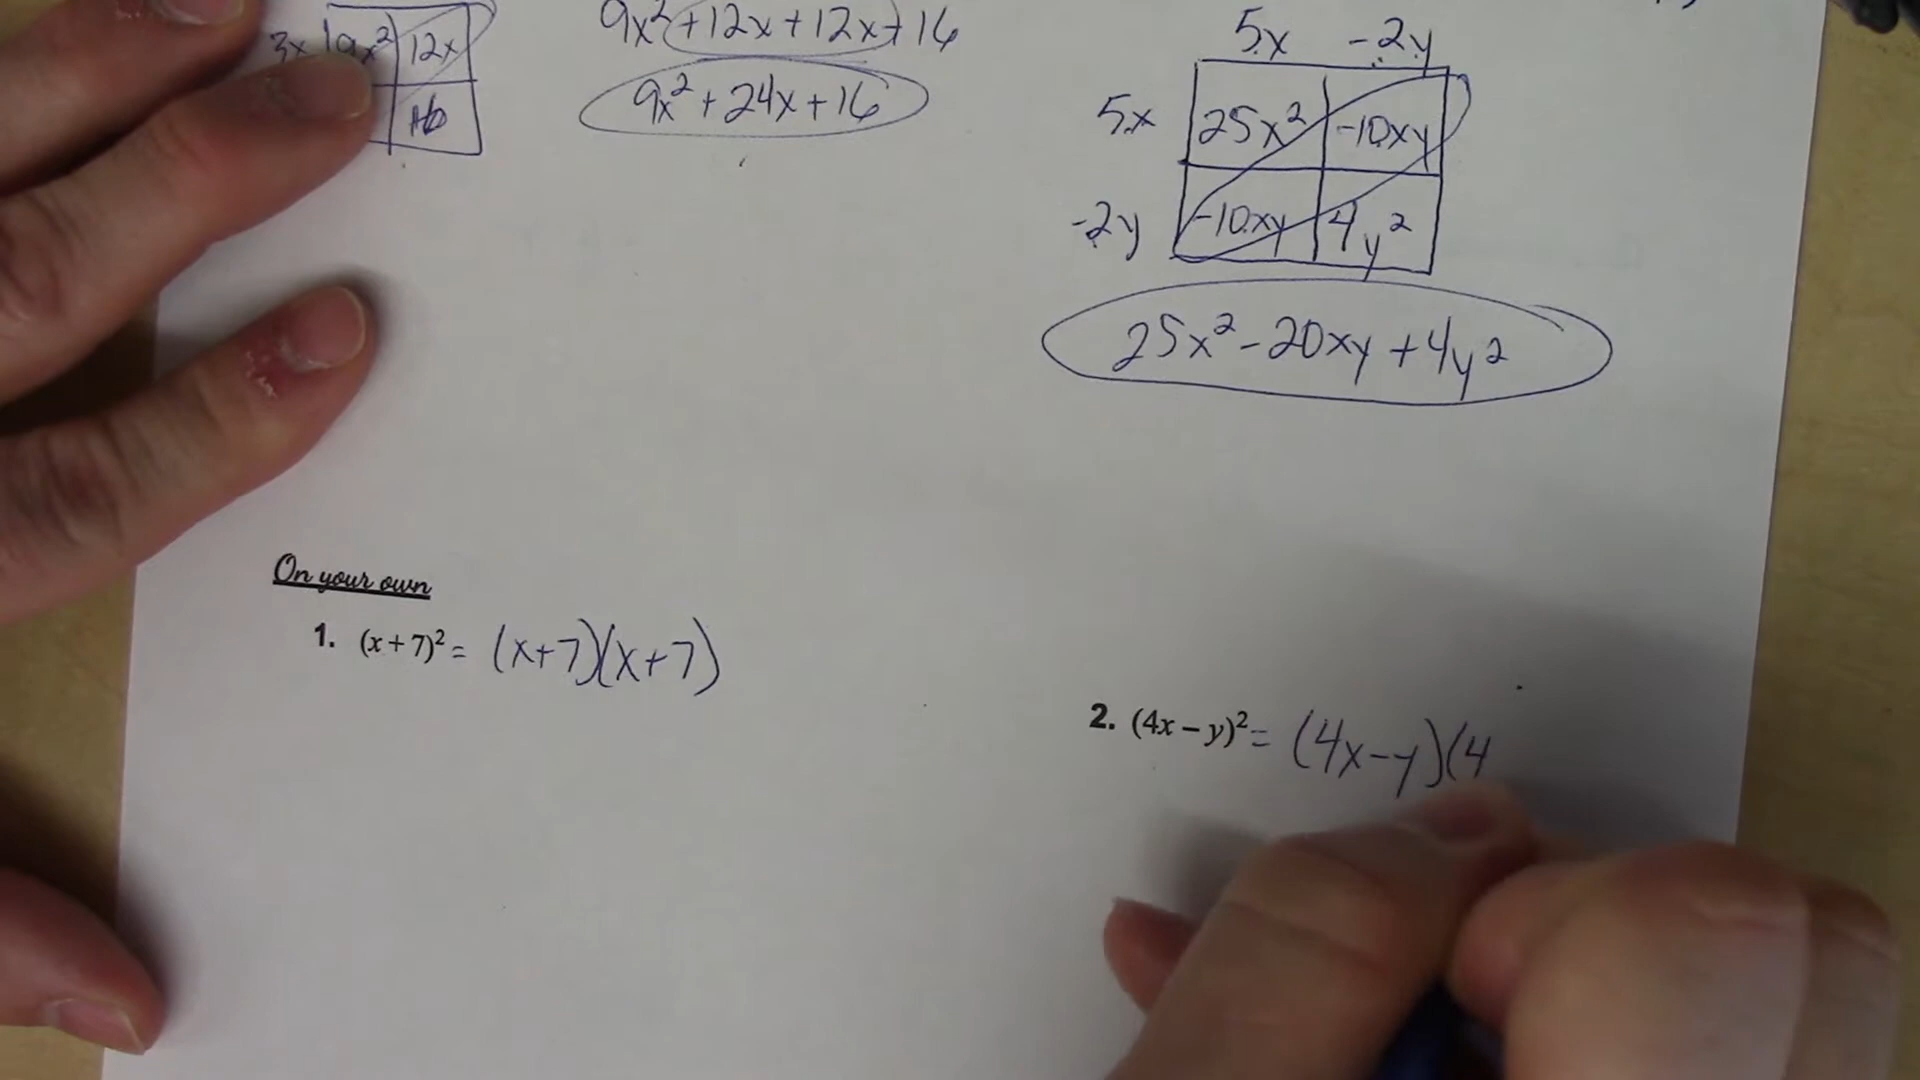 3x 9x² 12x
16
9x² + 12x + 12x + 16
9x² + 24x + 16
5x -2y
5x 25x² -10xy
-2y -10xy 4y²
25x² - 20xy + 4y²
On your own
1. (x + 7)² = (x+7)(x+7)
2. (4x – y)² = (4x-y)(4